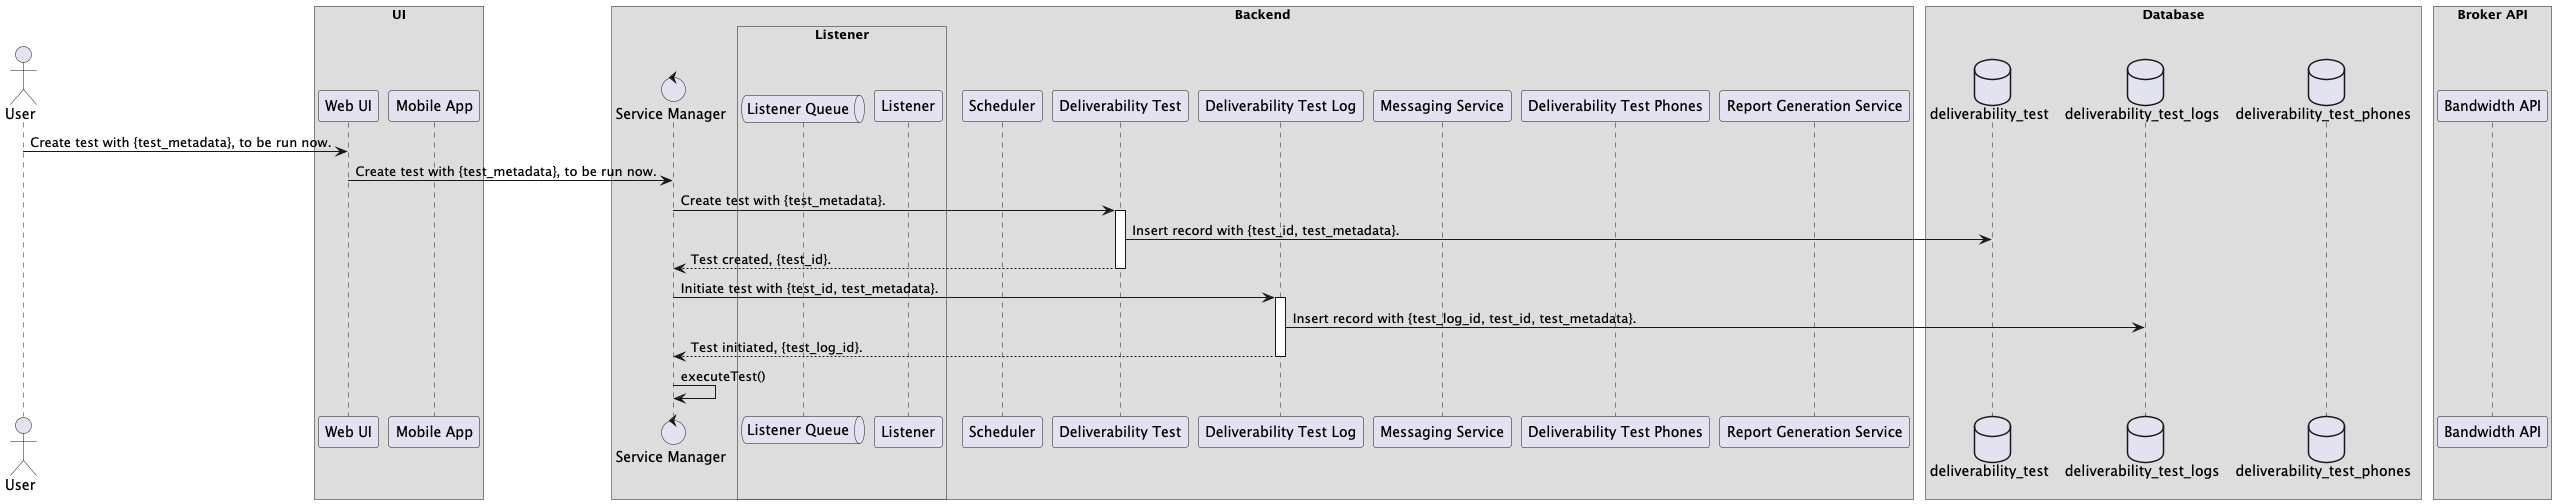 UI
Backend
Database
Broker API
Listener
User
Web UI
Mobile App
Service Manager
Listener Queue
Listener
Scheduler
Deliverability Test
Deliverability Test Log
Messaging Service
Deliverability Test Phones
Report Generation Service
deliverability_test
deliverability_test_logs
deliverability_test_phones
Bandwidth API
Create test with {test_metadata}, to be run now.
Create test with {test_metadata}, to be run now.
Create test with {test_metadata}.
Insert record with {test_id, test_metadata}.
Test created, {test_id}.
Initiate test with {test_id, test_metadata}.
Insert record with {test_log_id, test_id, test_metadata}.
Test initiated, {test_log_id}.
executeTest()
User
Web UI
Mobile App
Service Manager
Listener Queue
Listener
Scheduler
Deliverability Test
Deliverability Test Log
Messaging Service
Deliverability Test Phones
Report Generation Service
deliverability_test
deliverability_test_logs
deliverability_test_phones
Bandwidth API